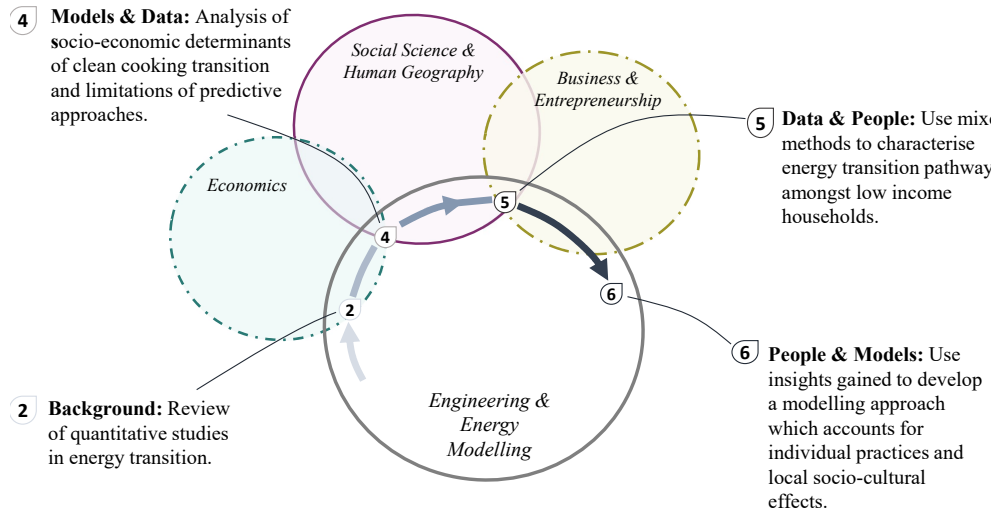 4
Models & Data: Analysis of
socio-economic determinants
of clean cooking transition
and limitations of predictive
approaches.
Social Science &
Human Geography
Business &
Entrepreneurship
Economics
5
Data & People: Use mixe
methods to characterise
energy transition pathway
amongst low income
households.
5
4
6
2
6
People & Models: Use
insights gained to develop
a modelling approach
which accounts for
individual practices and
local socio-cultural
effects.
Engineering &
Energy
Modelling
2
Background: Review
of quantitative studies
in energy transition.